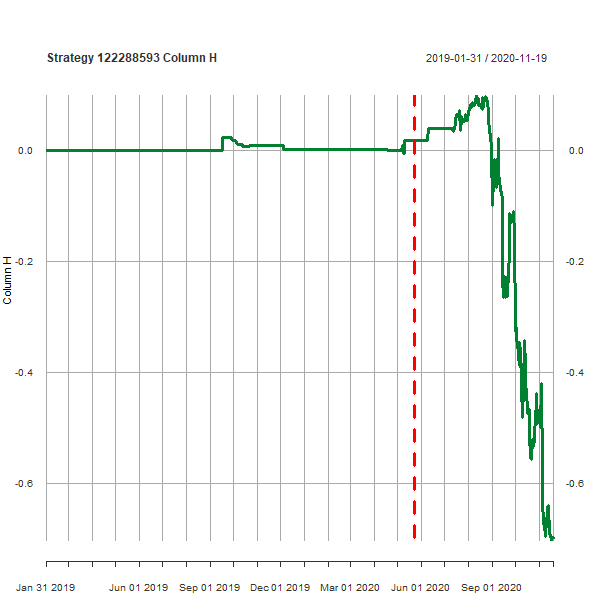 Strategy 122288593 Column H
2019-01-31 / 2020-11-19
0.0
0.0
-0.2
-0.2
Column H
-0.4
-0.4
-0.6
-0.6
Jan 31 2019
Jun 01 2019
Sep 01 2019
Dec 01 2019
Mar 01 2020
Jun 01 2020
Sep 01 2020